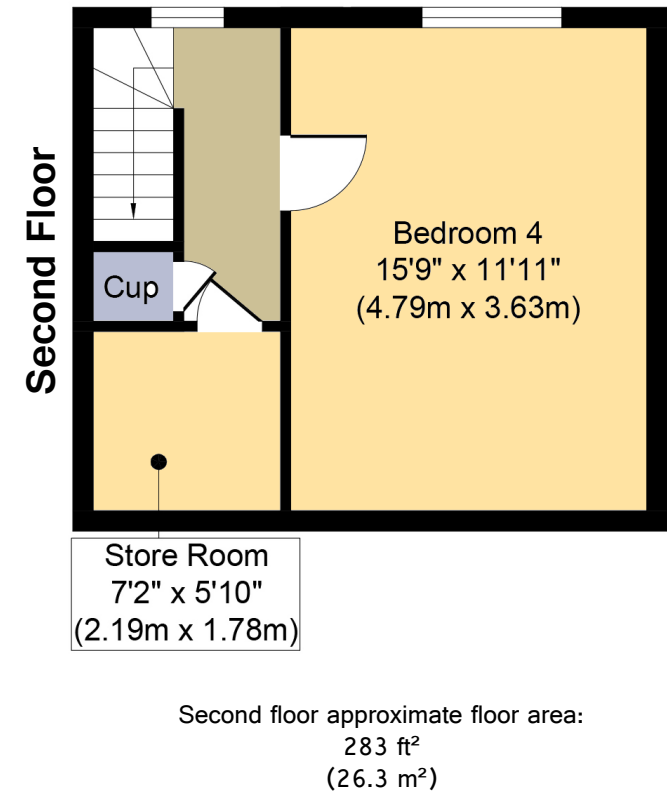 Second Floor
Cup
Bedroom 4
15'9" x 11'11"
(4.79m x 3.63m)
Store Room
7'2" x 5'10"
(2.19m x 1.78m)
Second floor approximate floor area:
283 ft²
(26.3 m²)